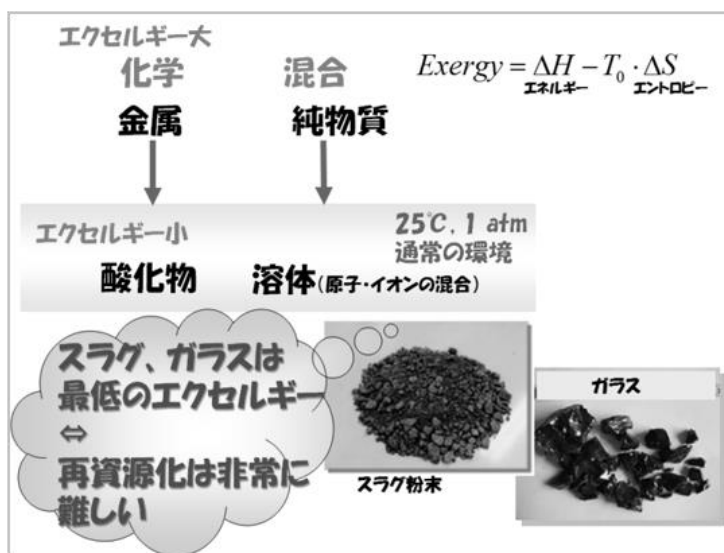 エクセルギー大
化学 混合
金属 純物質
Exergy = ΔH − T₀ · ΔS
エネルギー エントロピー
エクセルギー小
25℃, 1 atm
通常の環境
酸化物 溶体(原子・イオンの混合)
スラグ、ガラスは
最低のエクセルギー
⇔
再資源化は非常に
難しい
スラグ粉末
ガラス